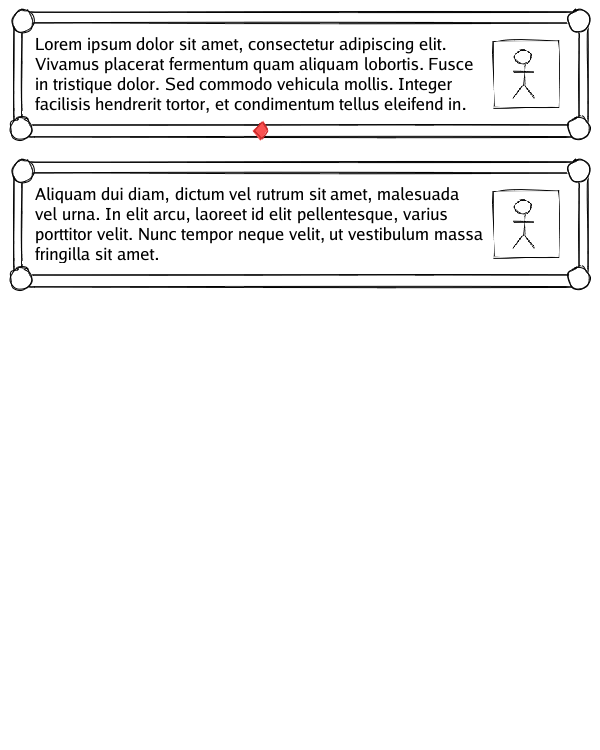 Lorem ipsum dolor sit amet, consectetur adipiscing elit.
Vivamus placerat fermentum quam aliquam lobortis. Fusce
in tristique dolor. Sed commodo vehicula mollis. Integer
facilisis hendrerit tortor, et condimentum tellus eleifend in.
Aliquam dui diam, dictum vel rutrum sit amet, malesuada
vel urna. In elit arcu, laoreet id elit pellentesque, varius
porttitor velit. Nunc tempor neque velit, ut vestibulum massa
fringilla sit amet.